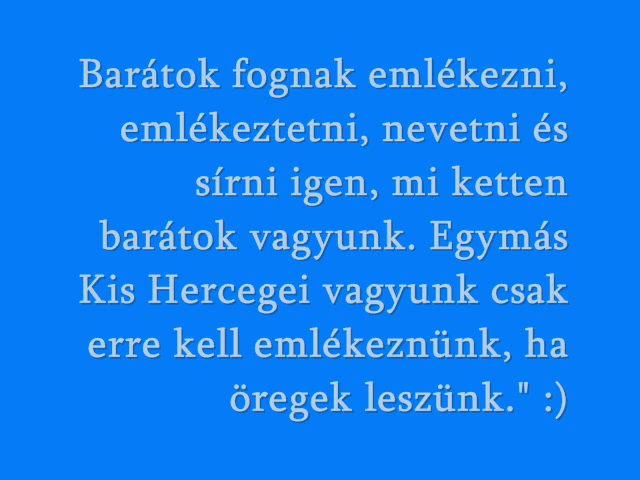 Barátok fognak emlékezni,
emlékeztetni, nevetni és
sírni igen, mi ketten
barátok vagyunk. Egymás
Kis Hercegei vagyunk csak
erre kell emlékeznünk, ha
öregek leszünk." :)